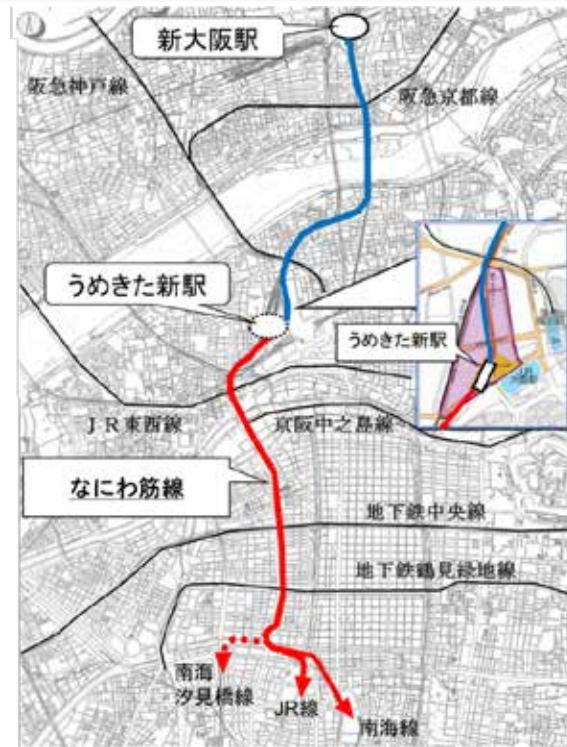 新大阪駅
阪急神戸線
阪急京都線
うめきた新駅
うめきた新駅
JR東西線
京阪中之島線
なにわ筋線
地下鉄中央線
地下鉄鶴見緑地線
南海
汐見橋線
JR線
南海線